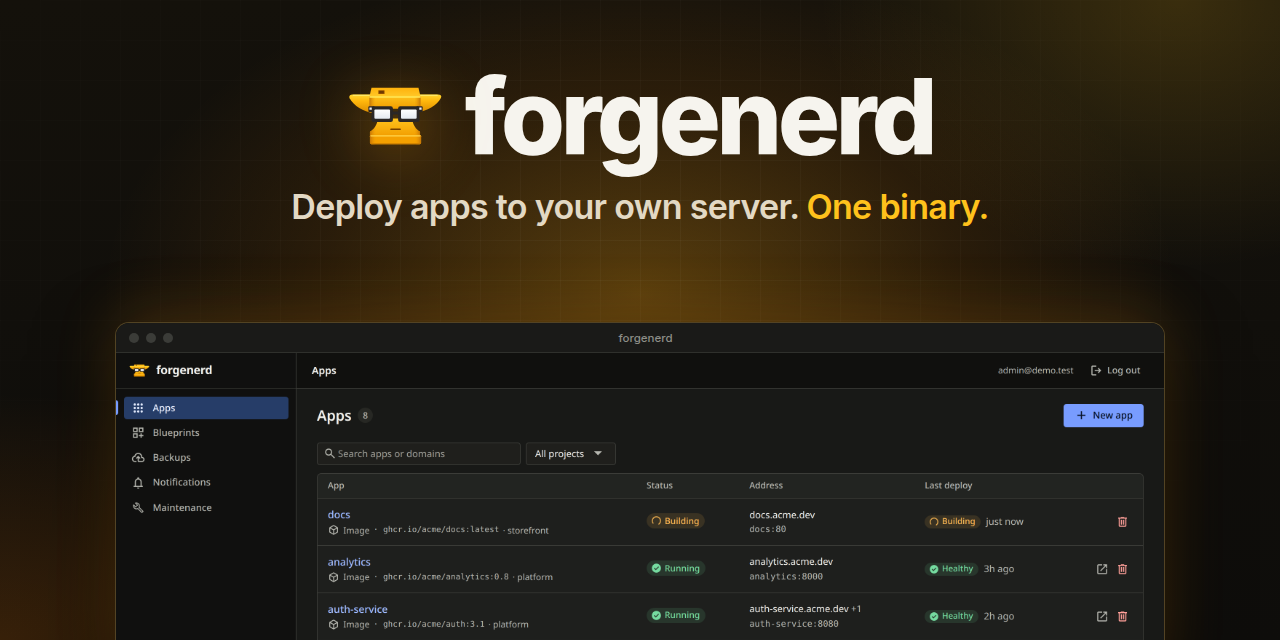 forgenerd
Deploy apps to your own server. One binary.
forgenerd
forgenerd
Apps
admin@demo.test
Log out
Apps
Blueprints
Backups
Notifications
Maintenance
Apps 8
New app
Search apps or domains
All projects
App Status Address Last deploy
docs
Image · ghcr.io/acme/docs:latest · storefront
Building
docs.acme.dev
docs:80
Building just now
analytics
Image · ghcr.io/acme/analytics:0.8 · platform
Running
analytics.acme.dev
analytics:8000
Healthy 3h ago
auth-service
Image · ghcr.io/acme/auth:3.1 · platform
Running
auth-service.acme.dev +1
auth-service:8080
Healthy 2h ago